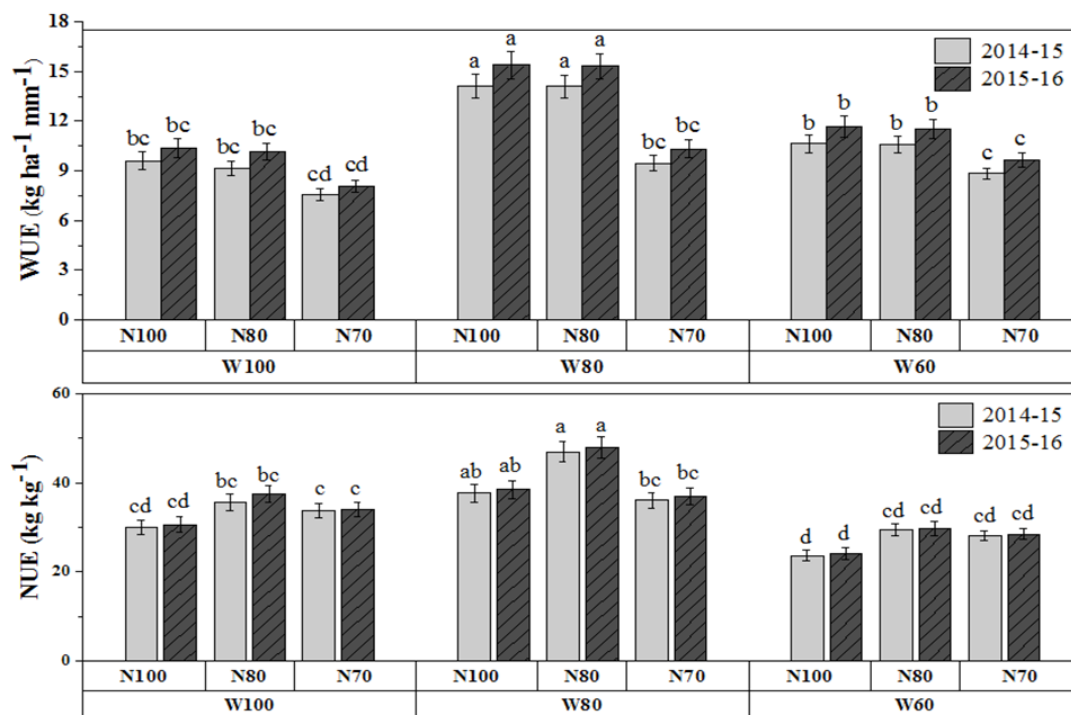 18
15
12
9
6
3
0
WUE (kg ha⁻¹ mm⁻¹)
2014-15
2015-16
bc bc bc bc cd cd a a a a bc bc b b b b c c
N100 N80 N70 N100 N80 N70 N100 N80 N70
W100 W80 W60
60
40
20
0
NUE (kg kg⁻¹)
2014-15
2015-16
cd cd bc bc c c ab ab a a bc bc d d cd cd cd cd
N100 N80 N70 N100 N80 N70 N100 N80 N70
W100 W80 W60